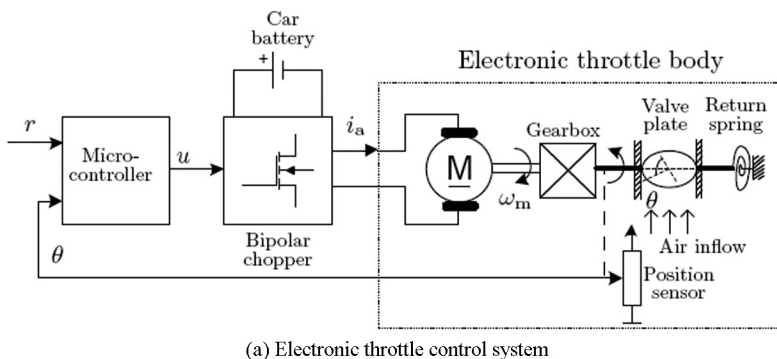 Car
battery
+
Electronic throttle body
r
Micro-
controller
u
i_a
M
ω_m
Gearbox
Valve
plate
Return
spring
θ
Bipolar
chopper
Air inflow
Position
sensor
θ
(a) Electronic throttle control system